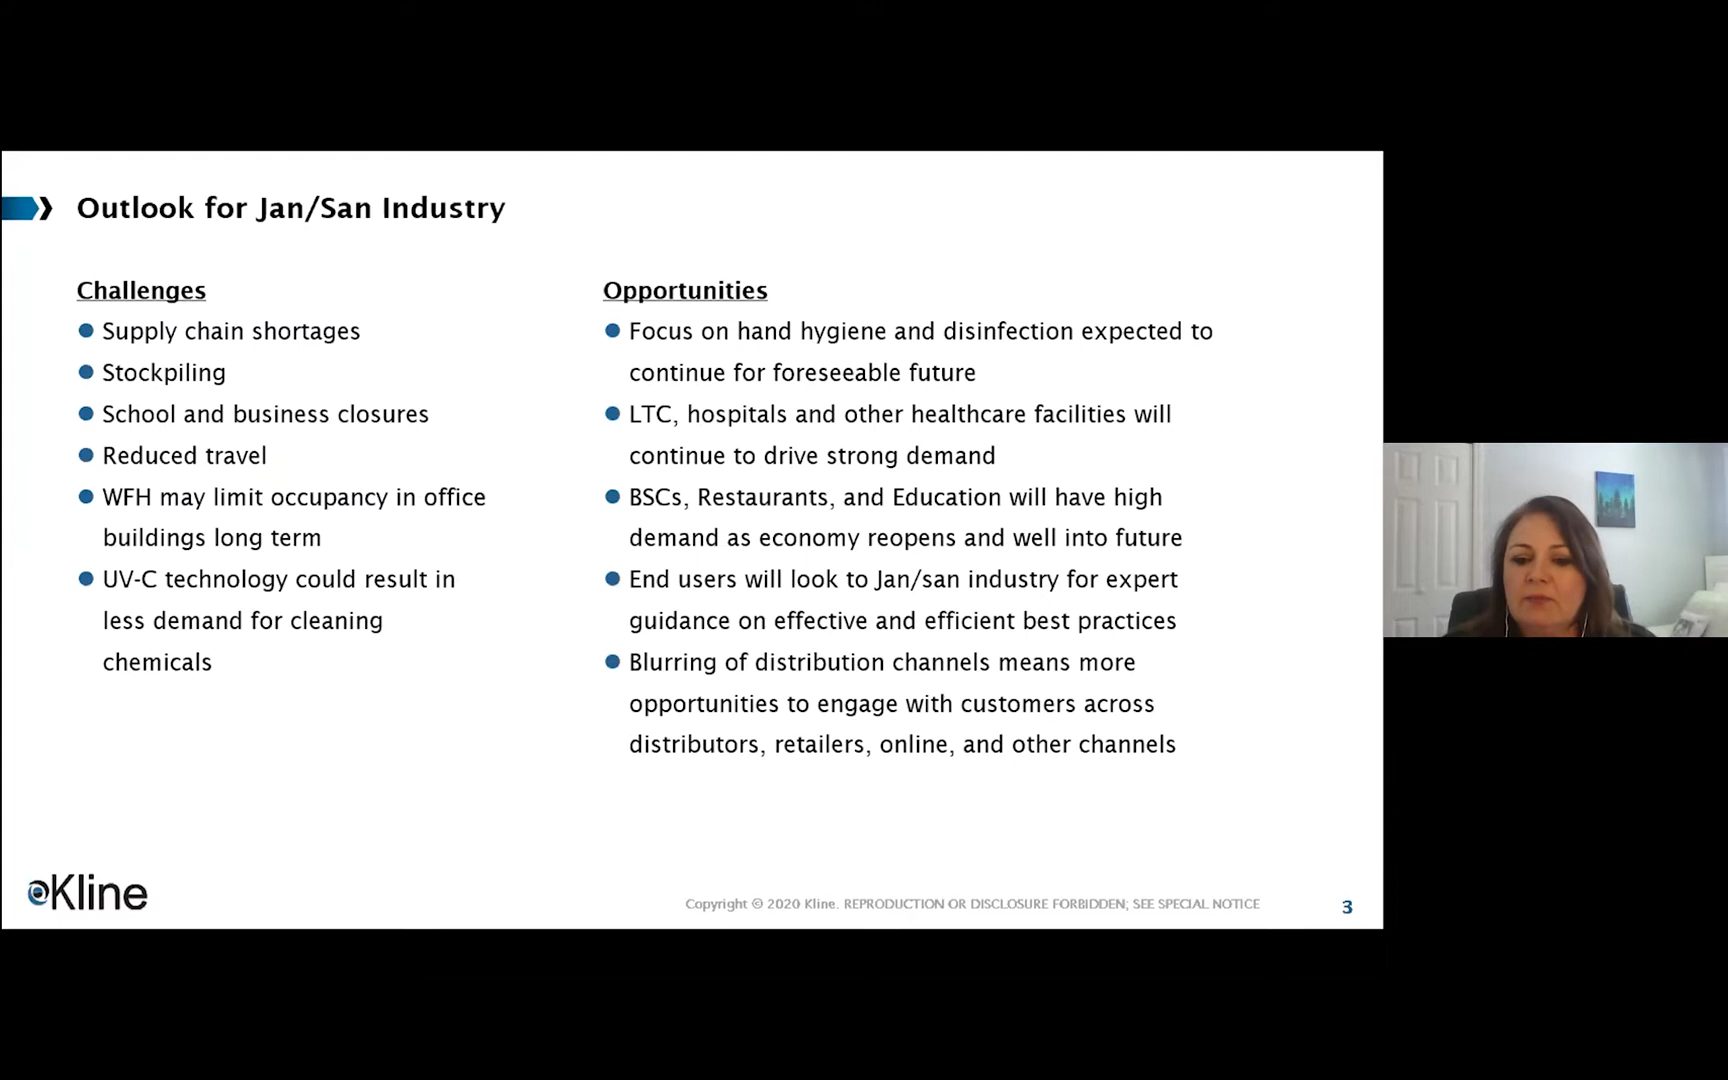 Outlook for Jan/San Industry
Challenges
Supply chain shortages
Stockpiling
School and business closures
Reduced travel
WFH may limit occupancy in office
buildings long term
UV-C technology could result in
less demand for cleaning
chemicals
Opportunities
Focus on hand hygiene and disinfection expected to
continue for foreseeable future
LTC, hospitals and other healthcare facilities will
continue to drive strong demand
BSCs, Restaurants, and Education will have high
demand as economy reopens and well into future
End users will look to Jan/san industry for expert
guidance on effective and efficient best practices
Blurring of distribution channels means more
opportunities to engage with customers across
distributors, retailers, online, and other channels
Kline
Copyright © 2020 Kline. REPRODUCTION OR DISCLOSURE FORBIDDEN; SEE SPECIAL NOTICE
3